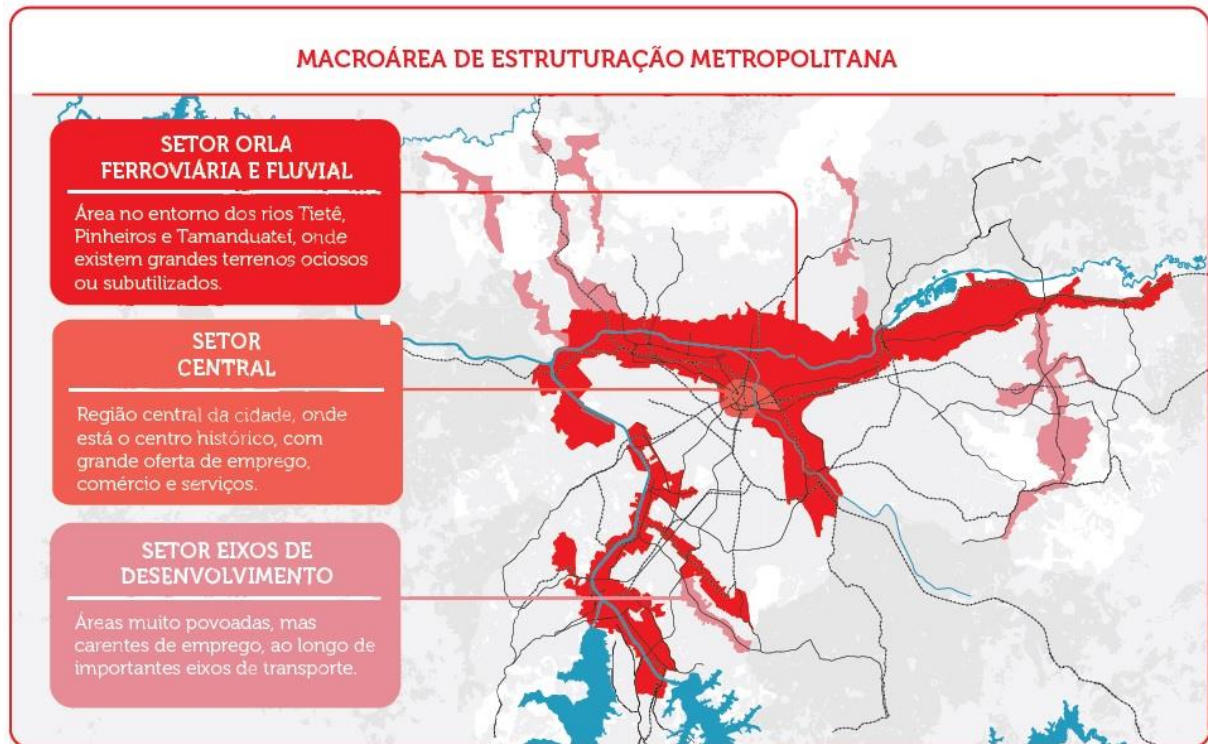 MACROÁREA DE ESTRUTURAÇÃO METROPOLITANA
SETOR ORLA
FERROVIÁRIA E FLUVIAL
Área no entorno dos rios Tietê,
Pinheiros e Tamanduateí, onde
existem grandes terrenos ociosos
ou subutilizados.
SETOR
CENTRAL
Região central da cidade, onde
está o centro histórico, com
grande oferta de emprego,
comércio e serviços.
SETOR EIXOS DE
DESENVOLVIMENTO
Áreas muito povoadas, mas
carentes de emprego, ao longo de
importantes eixos de transporte.